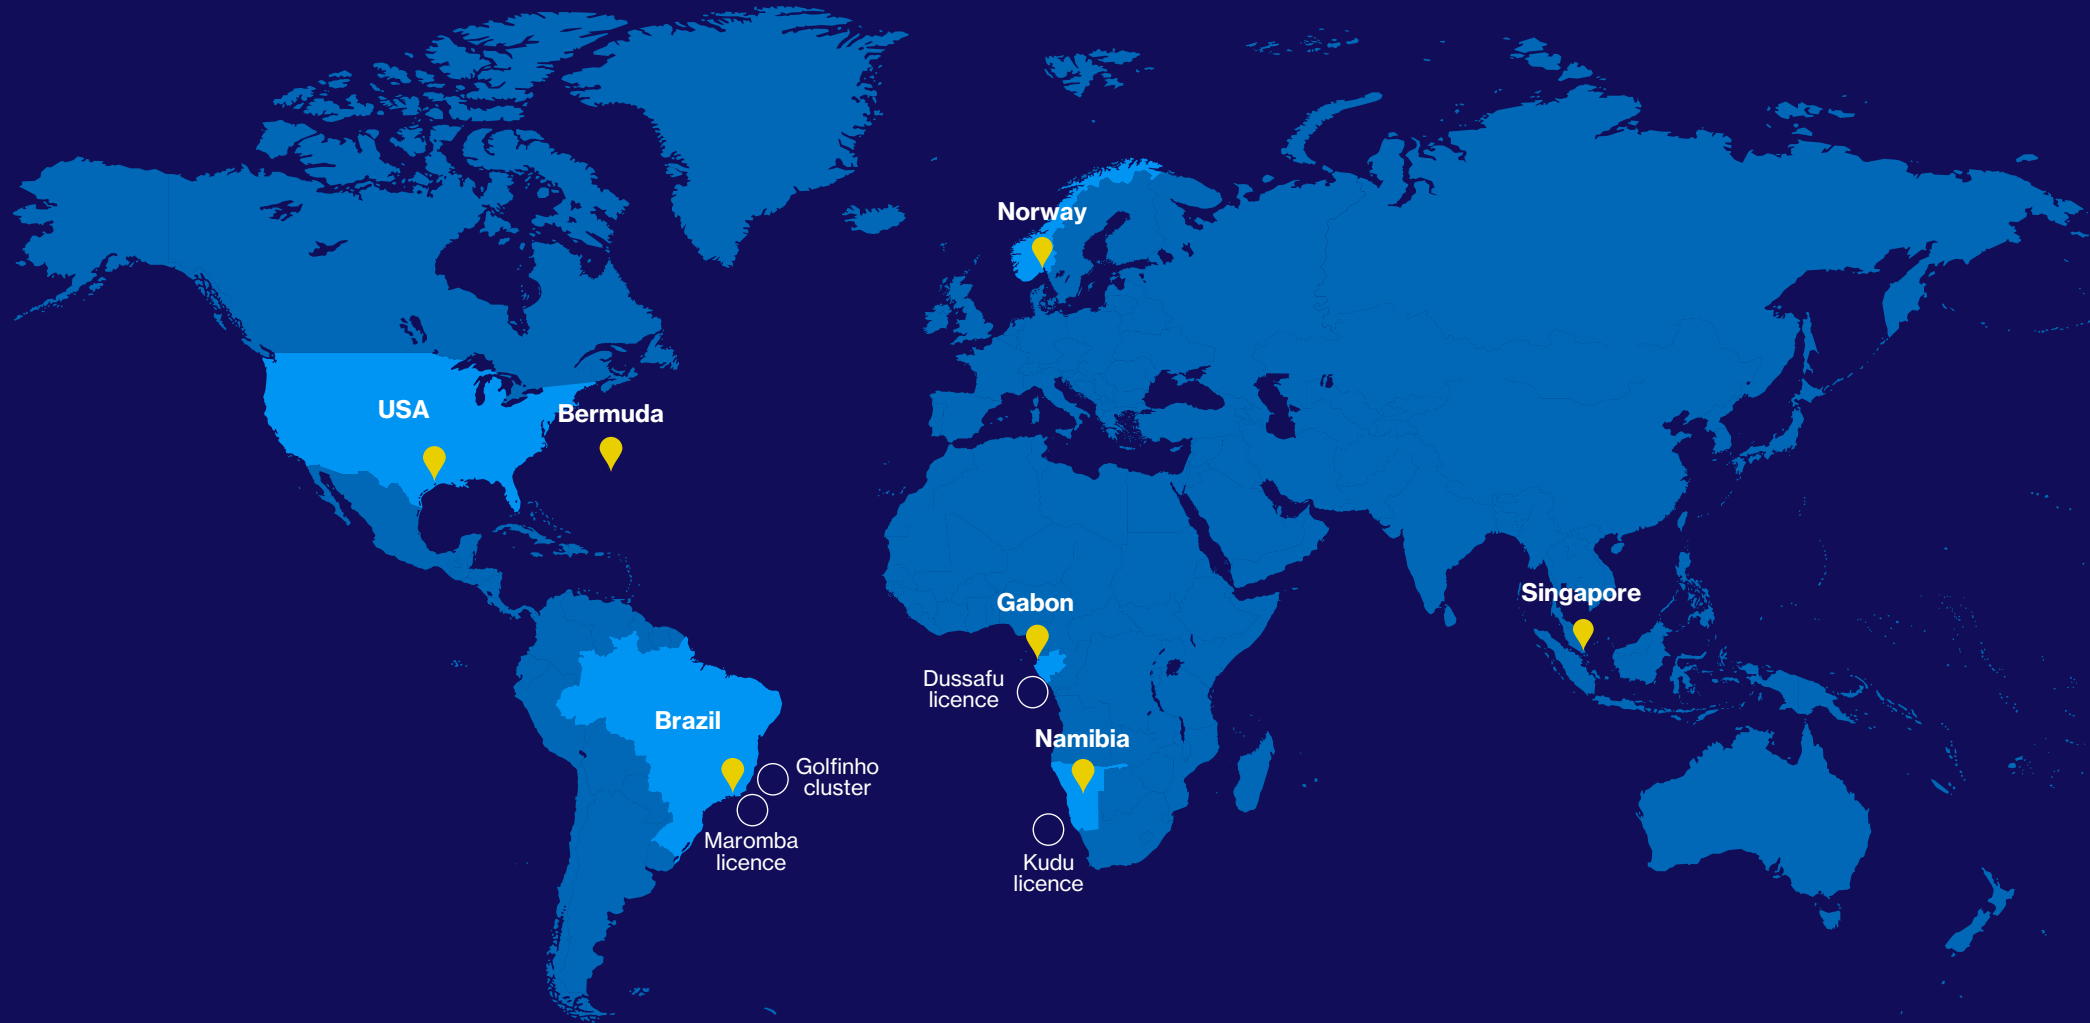 Norway
USA
Bermuda
Gabon
Singapore
Dussafu
licence
Brazil
Namibia
Golfinho
cluster
Maromba
licence
Kudu
licence